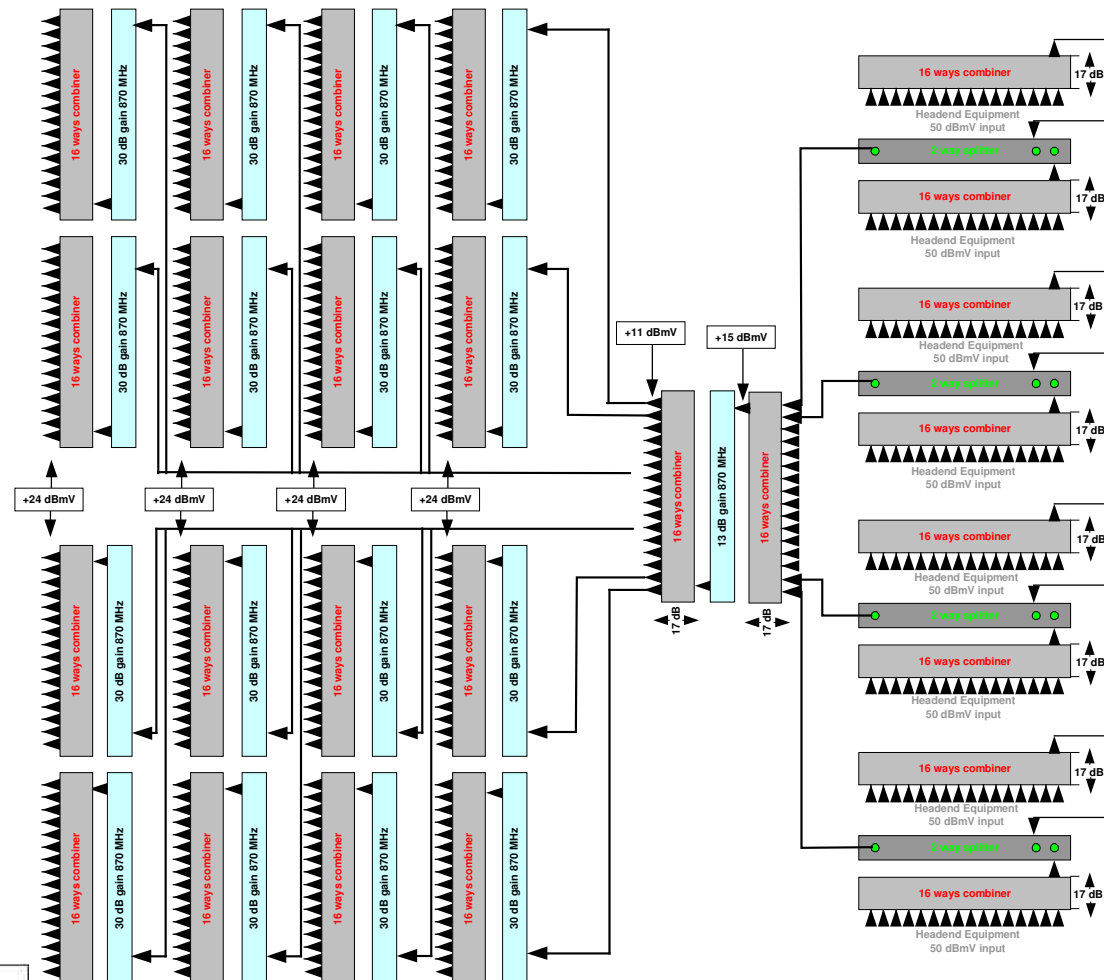 16 ways combiner
30 dB gain 870 MHz
16 ways combiner
30 dB gain 870 MHz
16 ways combiner
30 dB gain 870 MHz
16 ways combiner
30 dB gain 870 MHz
16 ways combiner
30 dB gain 870 MHz
16 ways combiner
30 dB gain 870 MHz
16 ways combiner
30 dB gain 870 MHz
16 ways combiner
30 dB gain 870 MHz
+24 dBmV
+24 dBmV
+24 dBmV
+24 dBmV
16 ways combiner
30 dB gain 870 MHz
16 ways combiner
30 dB gain 870 MHz
16 ways combiner
30 dB gain 870 MHz
16 ways combiner
30 dB gain 870 MHz
16 ways combiner
30 dB gain 870 MHz
16 ways combiner
30 dB gain 870 MHz
16 ways combiner
30 dB gain 870 MHz
16 ways combiner
30 dB gain 870 MHz
+11 dBmV
+15 dBmV
16 ways combiner
13 dB gain 870 MHz
16 ways combiner
17 dB
17 dB
16 ways combiner
17 dB
Headend Equipment
50 dBmV input
2 way splitter
16 ways combiner
17 dB
Headend Equipment
50 dBmV input
16 ways combiner
17 dB
Headend Equipment
50 dBmV input
2 way splitter
16 ways combiner
17 dB
Headend Equipment
50 dBmV input
16 ways combiner
17 dB
Headend Equipment
50 dBmV input
2 way splitter
16 ways combiner
17 dB
Headend Equipment
50 dBmV input
16 ways combiner
17 dB
Headend Equipment
50 dBmV input
2 way splitter
16 ways combiner
17 dB
Headend Equipment
50 dBmV input